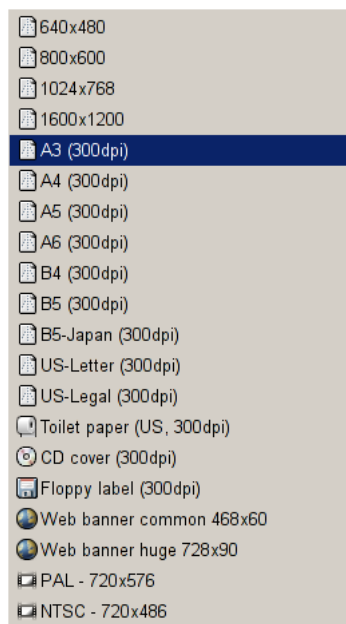 640x480
800x600
1024x768
1600x1200
A3 (300dpi)
A4 (300dpi)
A5 (300dpi)
A6 (300dpi)
B4 (300dpi)
B5 (300dpi)
B5-Japan (300dpi)
US-Letter (300dpi)
US-Legal (300dpi)
Toilet paper (US, 300dpi)
CD cover (300dpi)
Floppy label (300dpi)
Web banner common 468x60
Web banner huge 728x90
PAL - 720x576
NTSC - 720x486